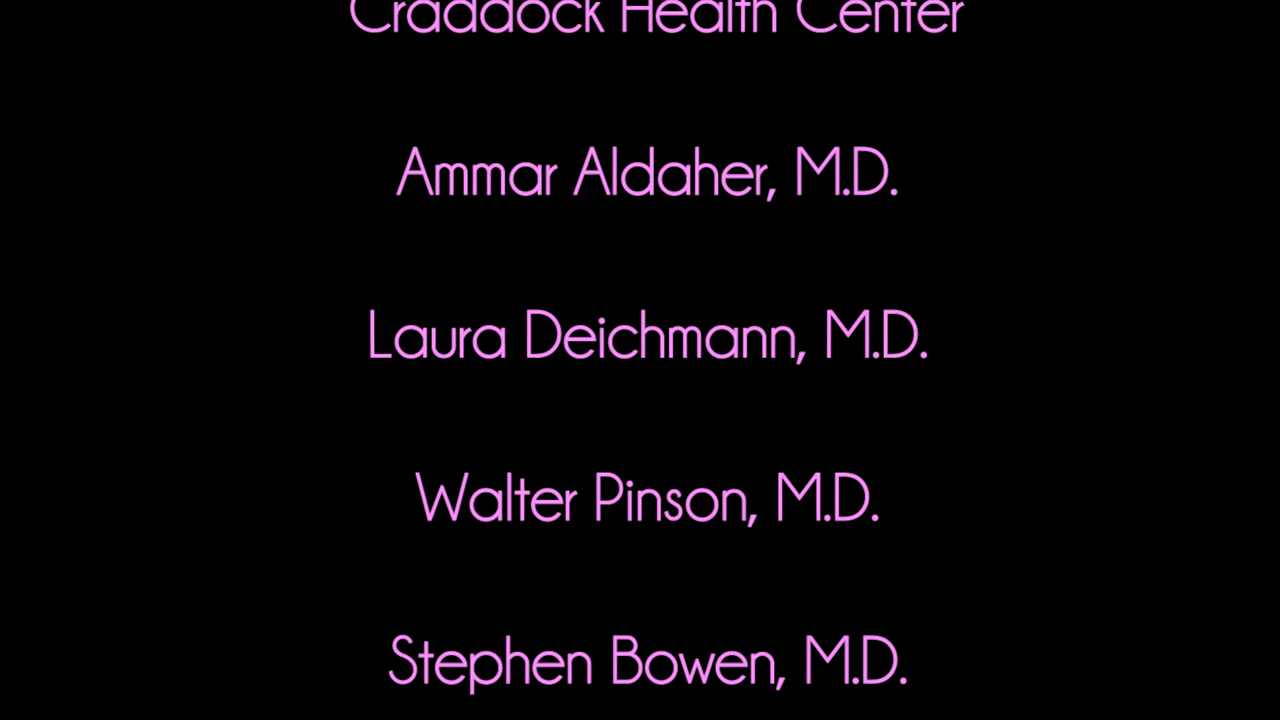 Craddock Health Center
Ammar Aldaher, M.D.
Laura Deichmann, M.D.
Walter Pinson, M.D.
Stephen Bowen, M.D.